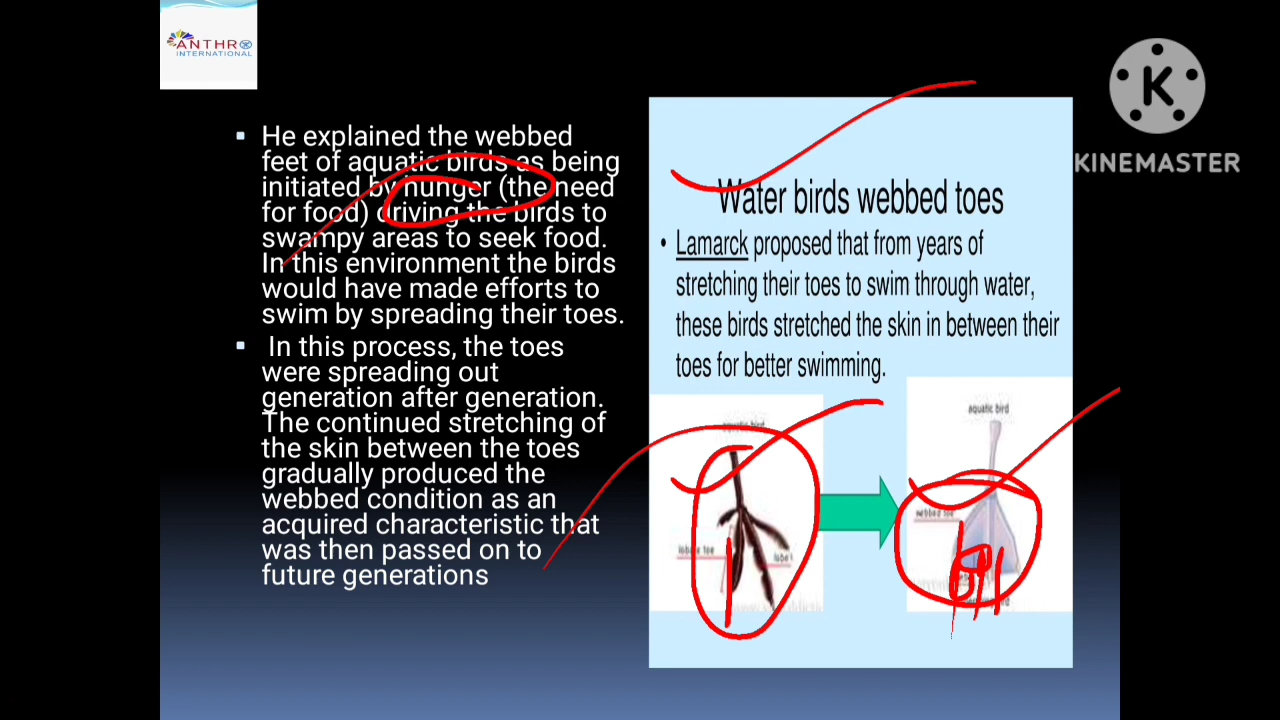 ANTHR
INTERNATIONAL
KINEMASTER
He explained the webbed
feet of aquatic birds as being
initiated by hunger (the need
for food) driving the birds to
swampy areas to seek food.
In this environment the birds
would have made efforts to
swim by spreading their toes.
In this process, the toes
were spreading out
generation after generation.
The continued stretching of
the skin between the toes
gradually produced the
webbed condition as an
acquired characteristic that
was then passed on to
future generations
Water birds webbed toes
• Lamarck proposed that from years of
stretching their toes to swim through water,
these birds stretched the skin in between their
toes for better swimming.
aquatic bird
aquatic bird
webbed toe